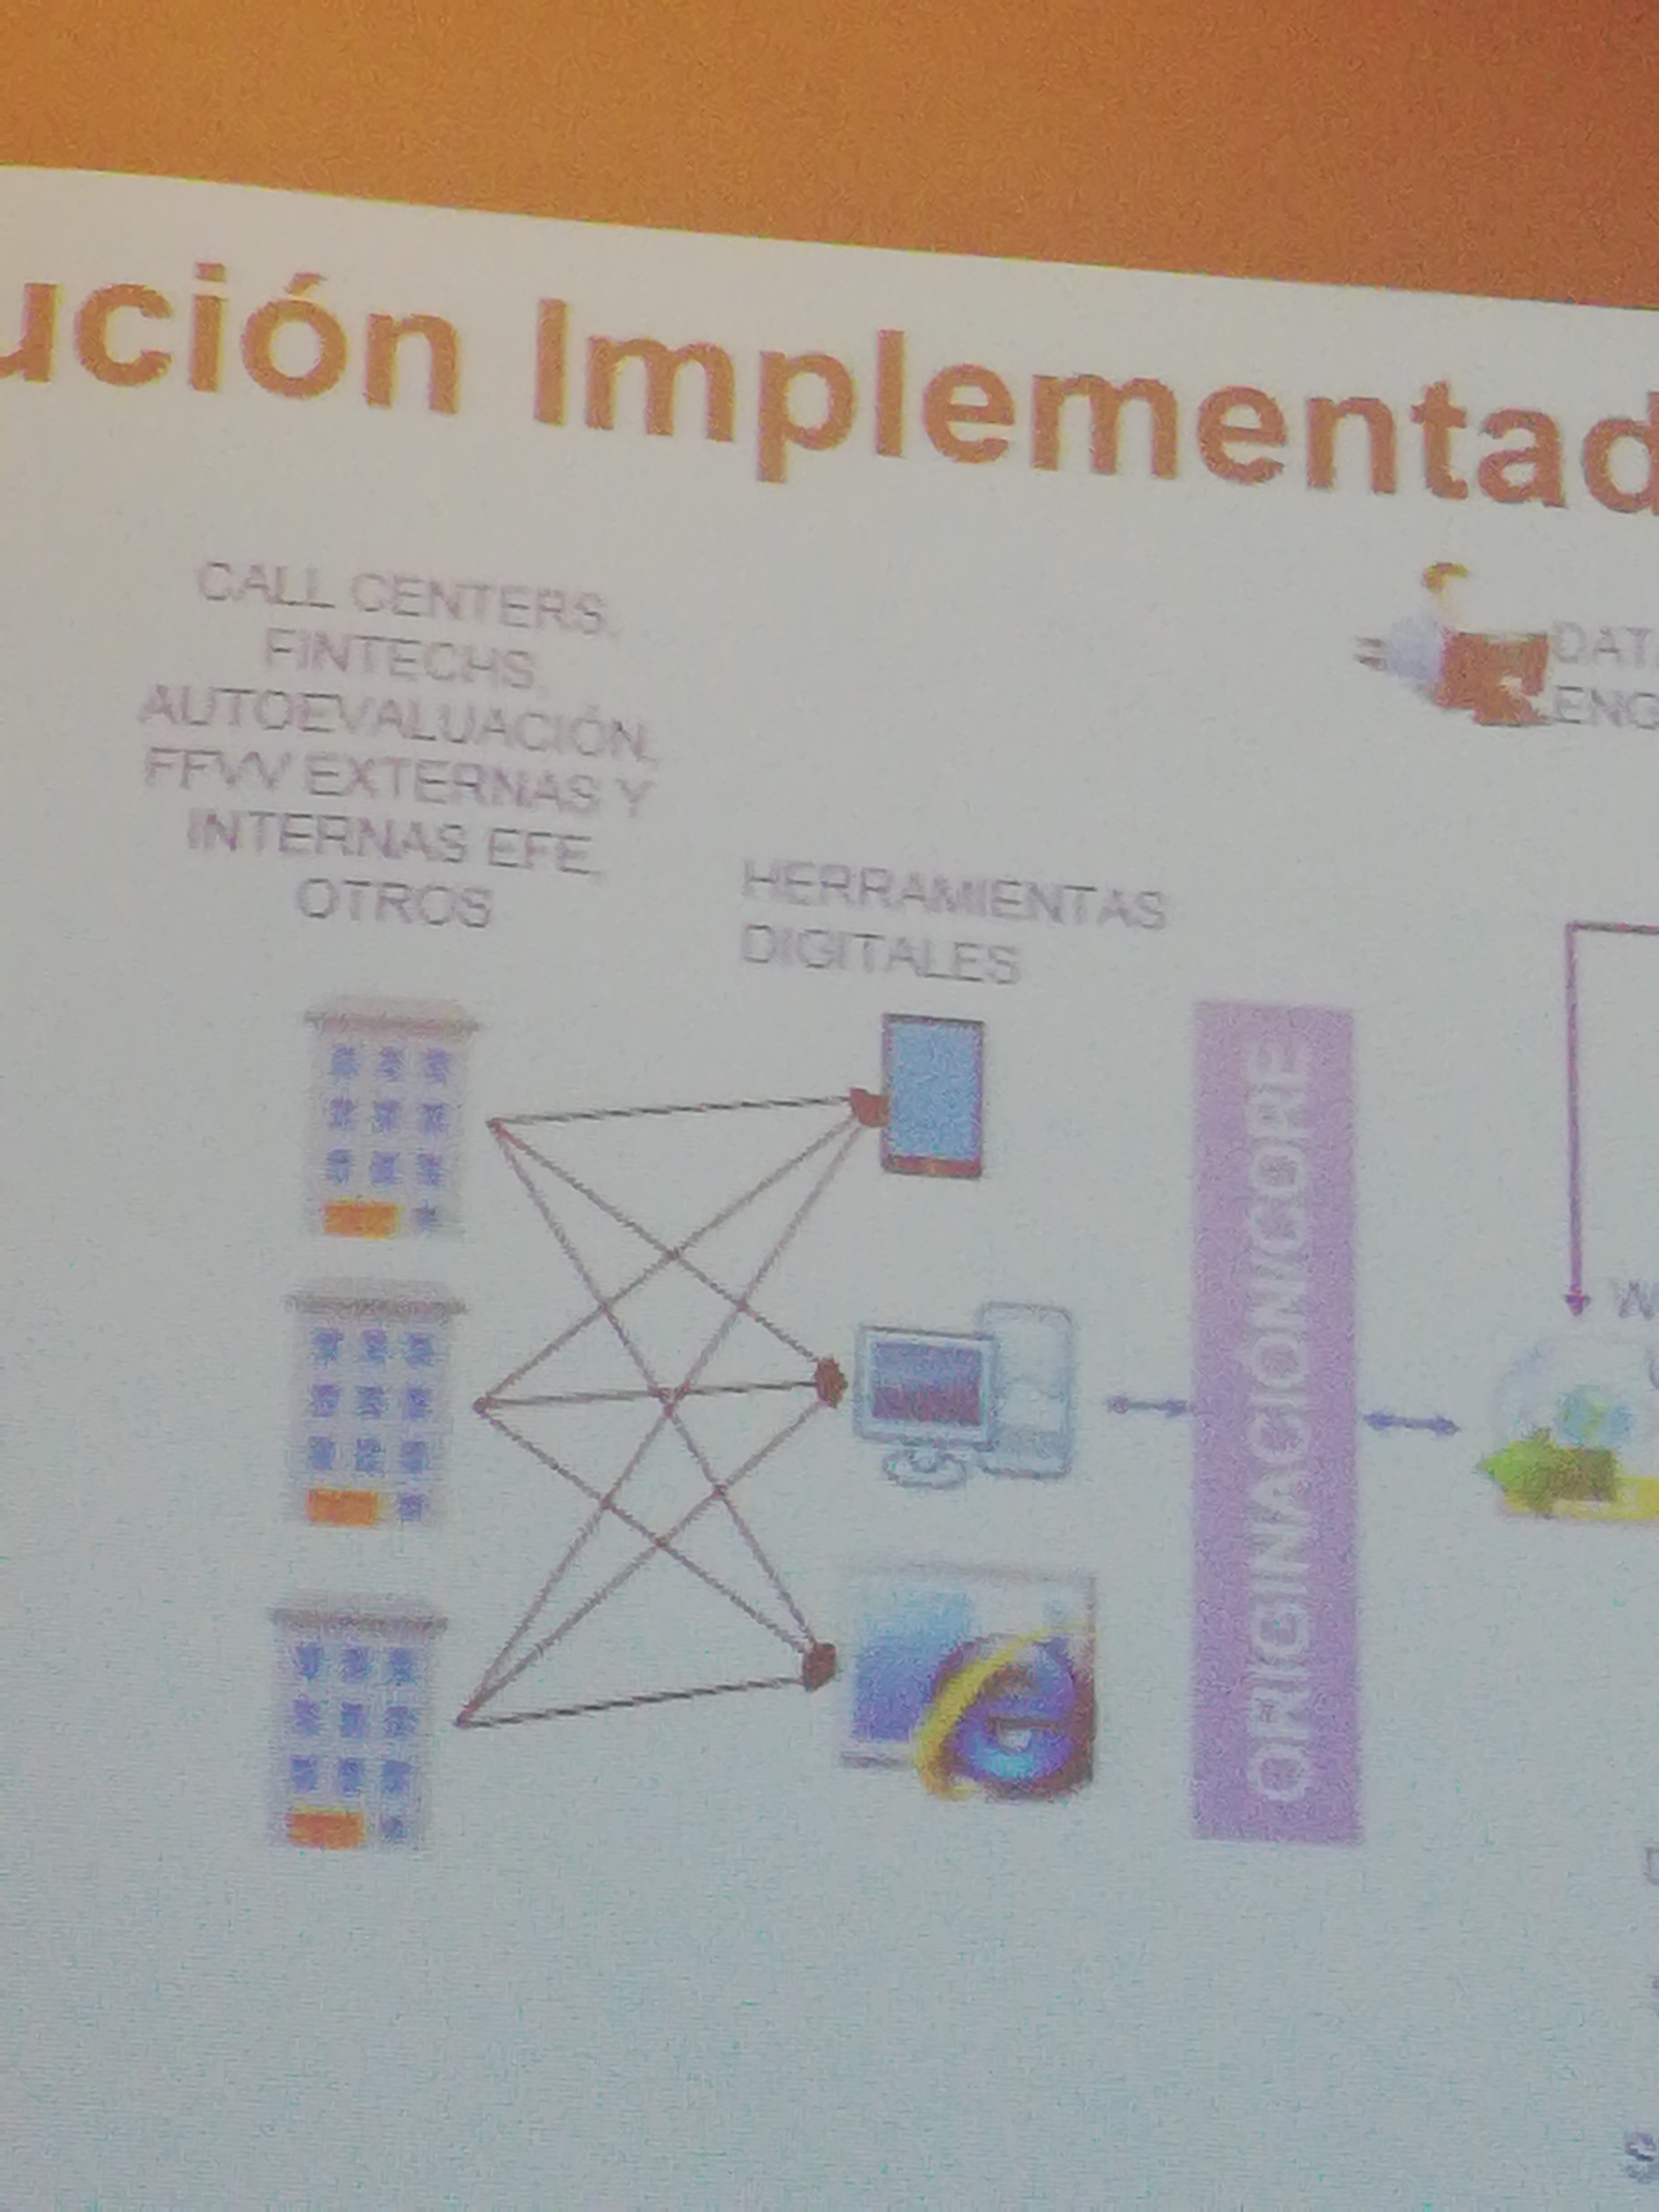 ución Implementad
CALL CENTERS,
FINTECHS,
AUTOEVALUACIÓN,
FFVV EXTERNAS Y
INTERNAS EFE,
OTROS
HERRAMIENTAS
DIGITALES
DAT
ENG
ORIGINACIÓN/CORE
W